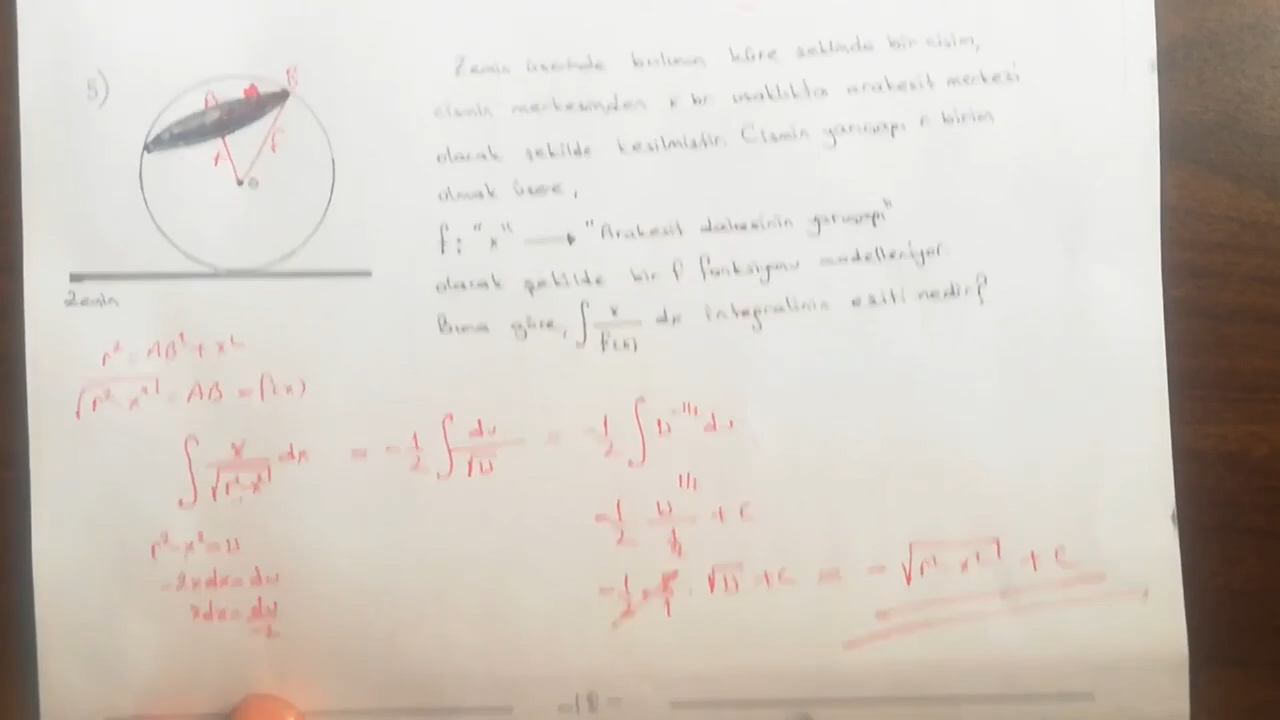 5)
A
B
x
r
O
Zemin
Zemin üzerinde bulunan küre şeklinde bir cisim,
cismin merkezinden x br uzaklıkta arakesit merkezi
olacak şekilde kesilmiştir. Cismin yarıçapı r birim
olmak üzere,
f: "x" → "Arakesit dairesinin yarıçapı"
olacak şekilde bir f fonksiyonu modelleniyor.
Buna göre, ∫ x/f(x) dx integralinin eşiti nedir?
r² = AB² + x²
√(r²-x²) = AB = f(x)
∫ x/√(r²-x²) dx = -1/2 ∫ du/√u = -1/2 ∫ u^(-1/2) du
r²-x² = u
-2xdx = du
xdx = du/-2
-1/2 u^(1/2)/(1/2) + c
-1/2 · 2/1 · √u + c = -√(r²-x²) + c
-18-